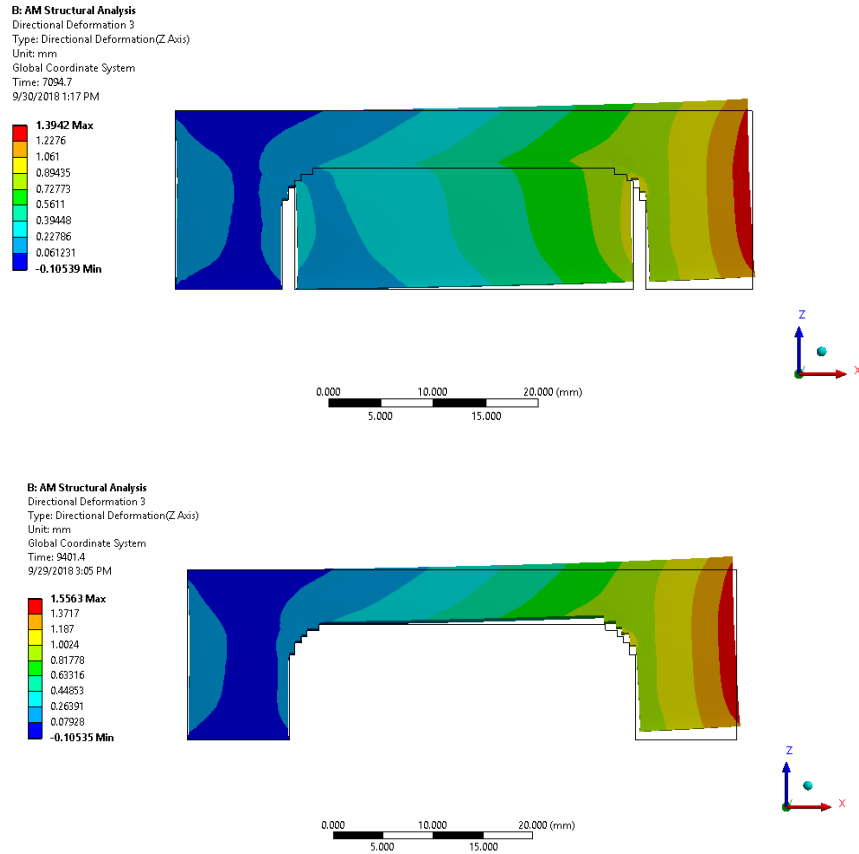 B: AM Structural Analysis
Directional Deformation 3
Type: Directional Deformation(Z Axis)
Unit: mm
Global Coordinate System
Time: 7094.7
9/30/2018 1:17 PM
1.3942 Max
1.2276
1.061
0.89435
0.72773
0.5611
0.39448
0.22786
0.061231
-0.10539 Min
Z
X
0.000 10.000 20.000 (mm)
5.000 15.000
B: AM Structural Analysis
Directional Deformation 3
Type: Directional Deformation(Z Axis)
Unit: mm
Global Coordinate System
Time: 9401.4
9/29/2018 3:05 PM
1.5563 Max
1.3717
1.187
1.0024
0.81778
0.63316
0.44853
0.26391
0.07928
-0.10535 Min
Z
X
0.000 10.000 20.000 (mm)
5.000 15.000